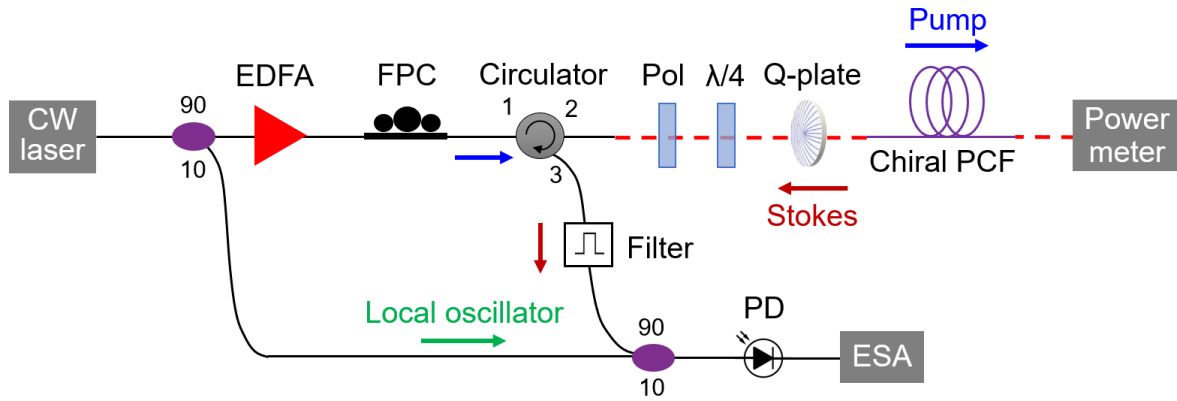 Pump
EDFA
FPC
Circulator
Pol
λ/4
Q-plate
CW
laser
90
10
1
2
3
Chiral PCF
Power
meter
Stokes
Filter
Local oscillator
90
10
PD
ESA